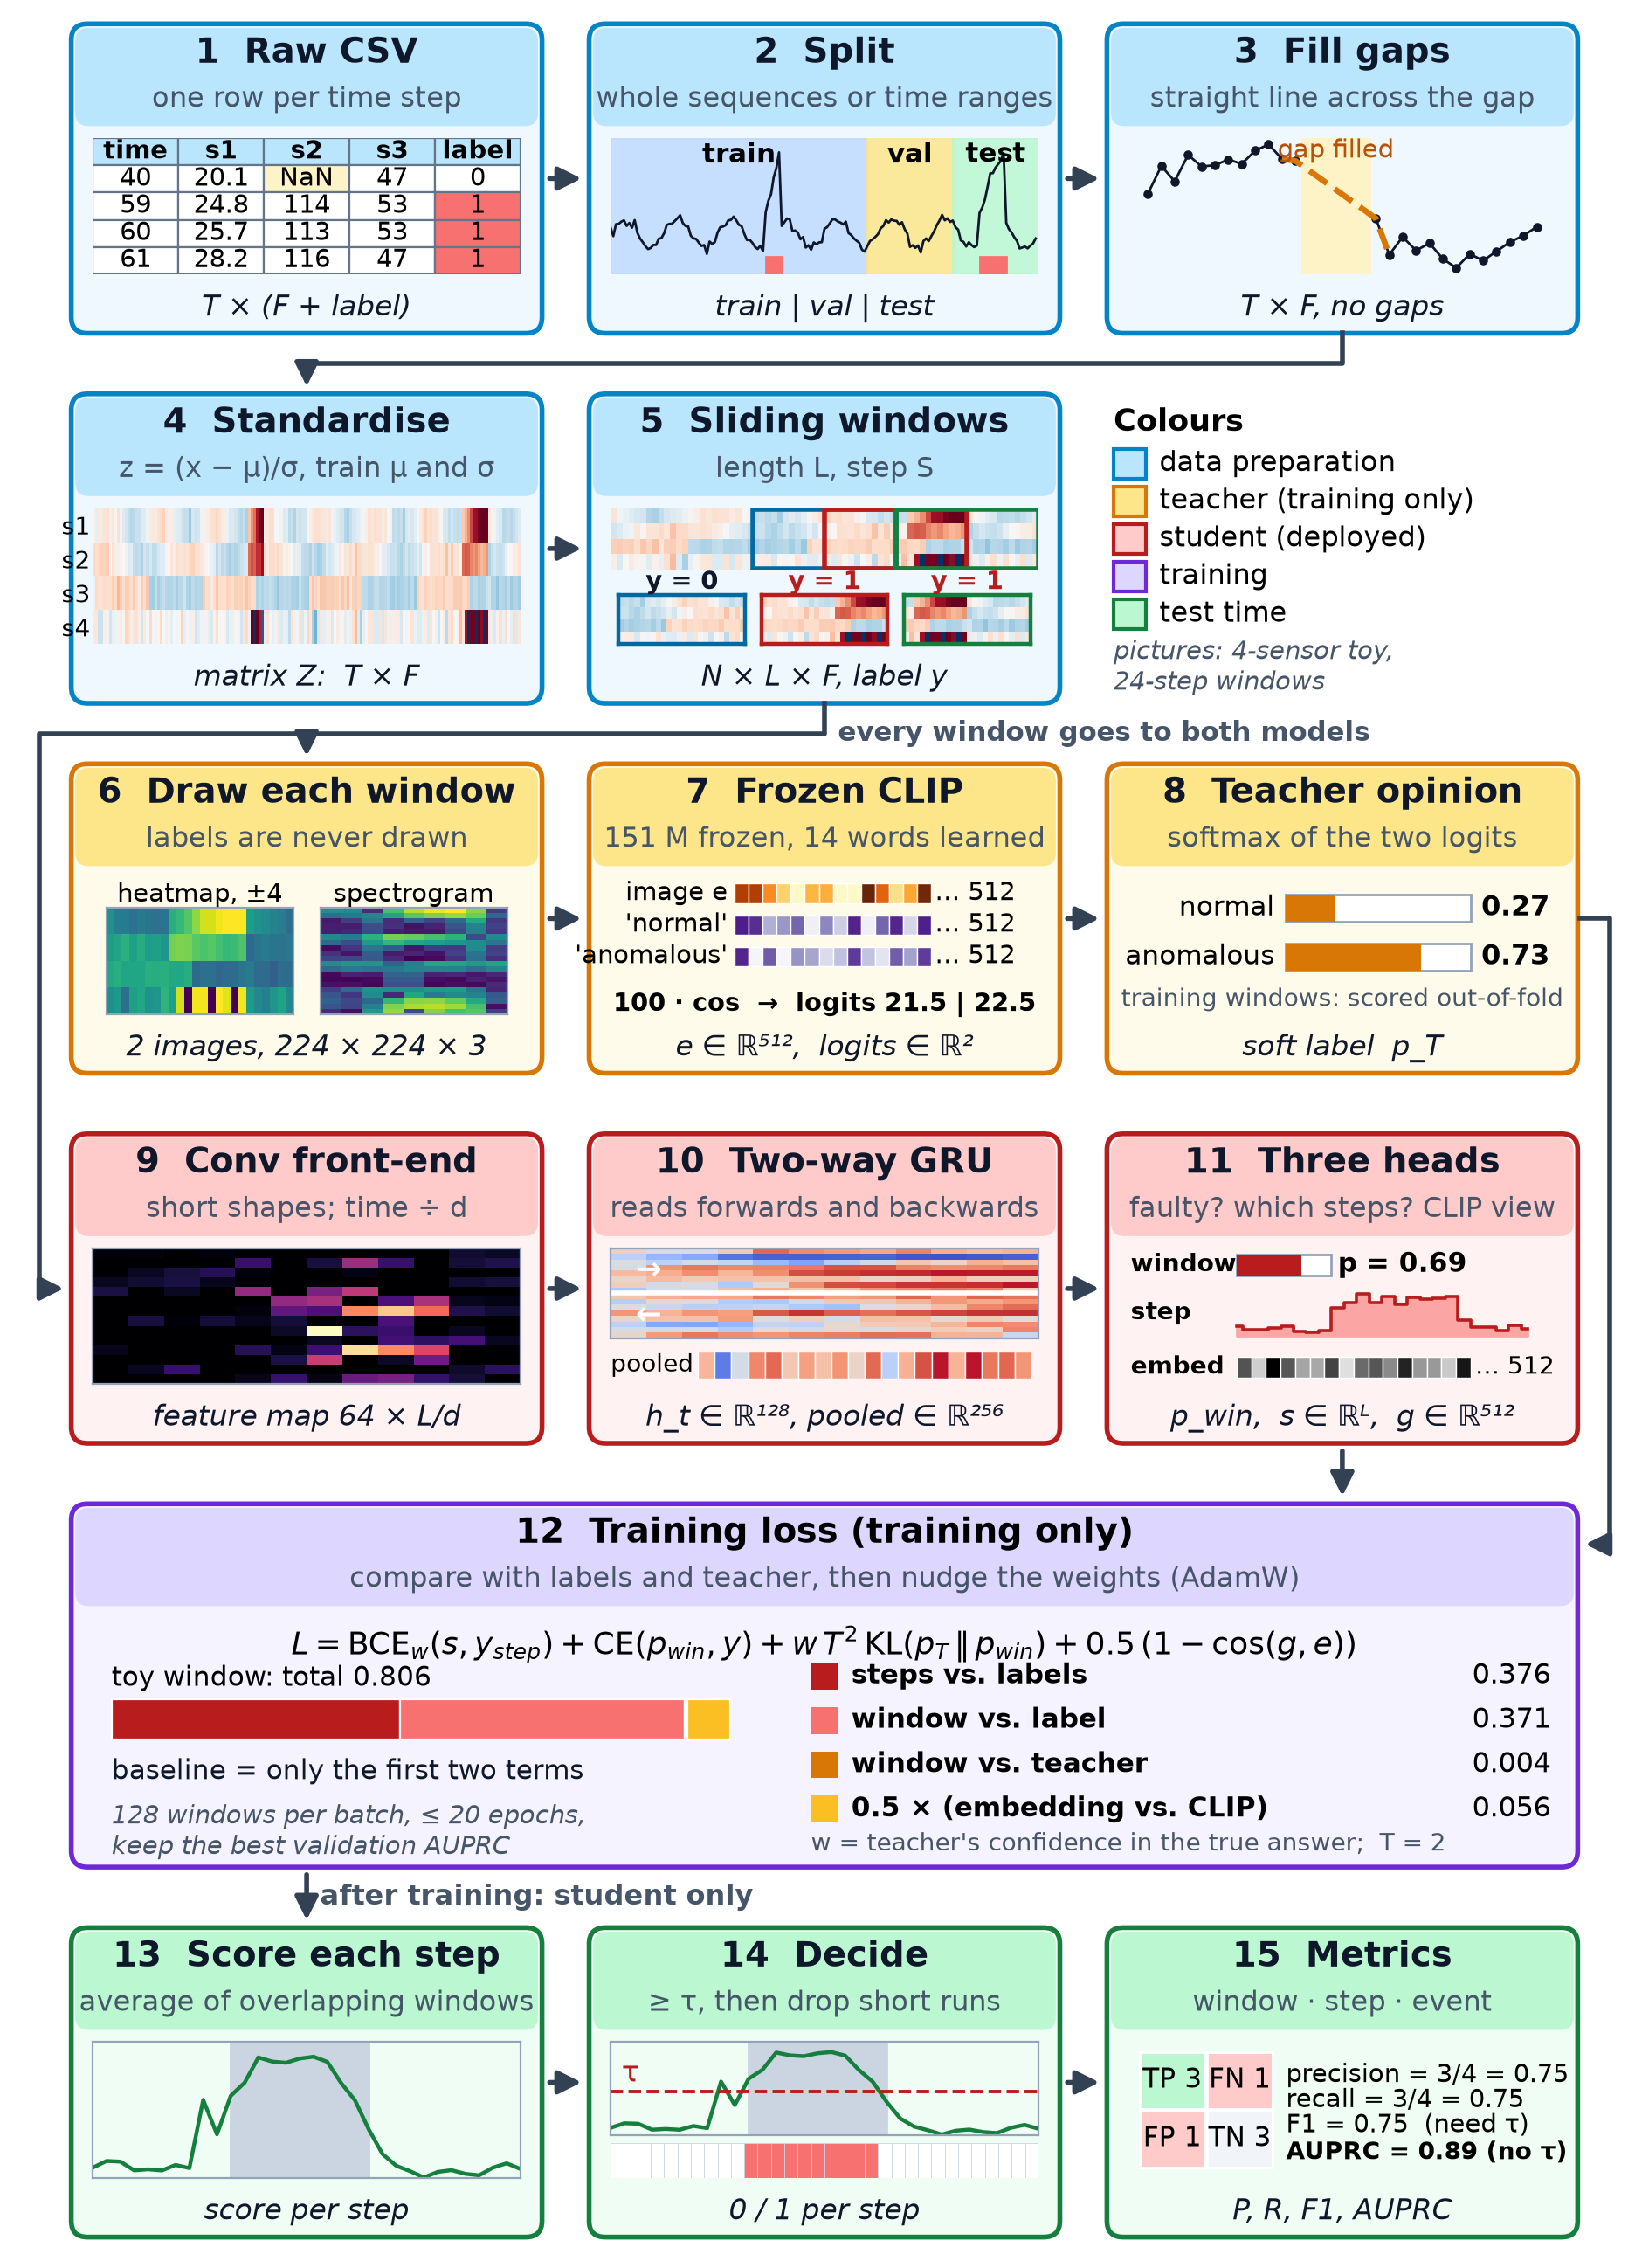 1 Raw CSV
one row per time step
time s1 s2 s3 label
40 20.1 NaN 47 0
59 24.8 114 53 1
60 25.7 113 53 1
61 28.2 116 47 1
T × (F + label)
2 Split
whole sequences or time ranges
train val test
train | val | test
3 Fill gaps
straight line across the gap
gap filled
T × F, no gaps
4 Standardise
z = (x − μ)/σ, train μ and σ
s1
s2
s3
s4
matrix Z: T × F
5 Sliding windows
length L, step S
y = 0 y = 1 y = 1
N × L × F, label y
Colours
data preparation
teacher (training only)
student (deployed)
training
test time
pictures: 4-sensor toy,
24-step windows
every window goes to both models
6 Draw each window
labels are never drawn
heatmap, ±4 spectrogram
2 images, 224 × 224 × 3
7 Frozen CLIP
151 M frozen, 14 words learned
image e ... 512
'normal' ... 512
'anomalous' ... 512
100 · cos → logits 21.5 | 22.5
e ∈ ℝ⁵¹², logits ∈ ℝ²
8 Teacher opinion
softmax of the two logits
normal 0.27
anomalous 0.73
training windows: scored out-of-fold
soft label p_T
9 Conv front-end
short shapes; time ÷ d
feature map 64 × L/d
10 Two-way GRU
reads forwards and backwards
→
←
pooled
h_t ∈ ℝ¹²⁸, pooled ∈ ℝ²⁵⁶
11 Three heads
faulty? which steps? CLIP view
window p = 0.69
step
embed ... 512
p_win, s ∈ ℝᴸ, g ∈ ℝ⁵¹²
12 Training loss (training only)
compare with labels and teacher, then nudge the weights (AdamW)
L = BCE_w(s, y_step) + CE(p_win, y) + w T² KL(p_T ∥ p_win) + 0.5 (1 − cos(g, e))
toy window: total 0.806
baseline = only the first two terms
128 windows per batch, ≤ 20 epochs,
keep the best validation AUPRC
steps vs. labels 0.376
window vs. label 0.371
window vs. teacher 0.004
0.5 × (embedding vs. CLIP) 0.056
w = teacher's confidence in the true answer; T = 2
after training: student only
13 Score each step
average of overlapping windows
score per step
14 Decide
≥ τ, then drop short runs
τ
0 / 1 per step
15 Metrics
window · step · event
TP 3 FN 1
FP 1 TN 3
precision = 3/4 = 0.75
recall = 3/4 = 0.75
F1 = 0.75 (need τ)
AUPRC = 0.89 (no τ)
P, R, F1, AUPRC